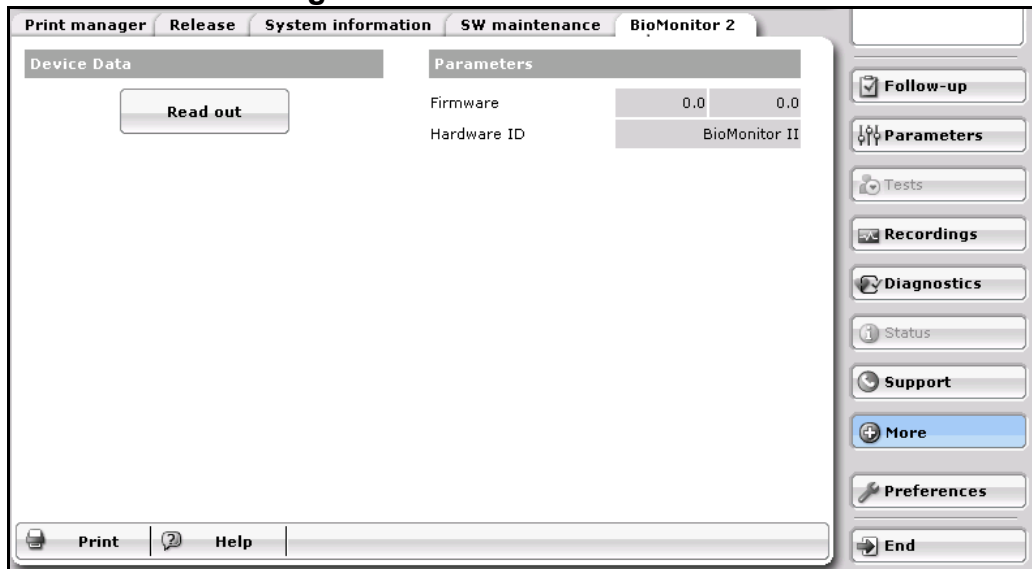 Print manager Release System information SW maintenance BioMonitor 2
Device Data
Read out
Parameters
Firmware 0.0 0.0
Hardware ID BioMonitor II
Follow-up
Parameters
Tests
Recordings
Diagnostics
Status
Support
More
Preferences
End
Print Help